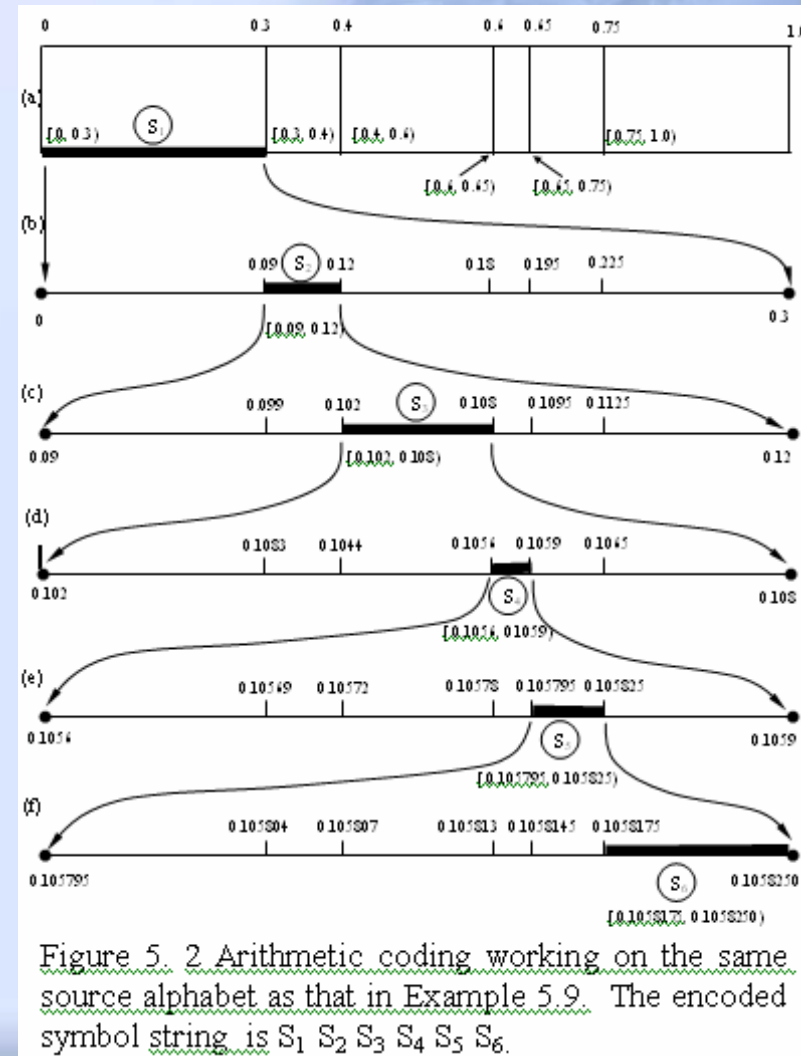 0 0.3 0.4 0.6 0.65 0.75 1.0
(a)
[0, 0.3) S1 [0.3, 0.4) [0.4, 0.6) [0.75, 1.0)
[0.6, 0.65) [0.65, 0.75)
(b)
0.09 S2 0.12 0.18 0.195 0.225
0 0.3
[0.09, 0.12)
(c)
0.099 0.102 S3 0.108 0.1095 0.1125
0.09 0.12
[0.102, 0.108)
(d)
0.1083 0.1044 0.1056 0.1059 0.1065
0.102 S4 0.108
[0.1056, 0.1059)
(e)
0.10569 0.10572 0.10578 0.105795 0.105825
0.1056 S5 0.1059
[0.105795, 0.105825)
(f)
0.105804 0.105807 0.105813 0.1058145 0.1058175
0.105795 S6 0.1058250
[0.1058175, 0.1058250)
Figure 5. 2 Arithmetic coding working on the same
source alphabet as that in Example 5.9. The encoded
symbol string is S1 S2 S3 S4 S5 S6.